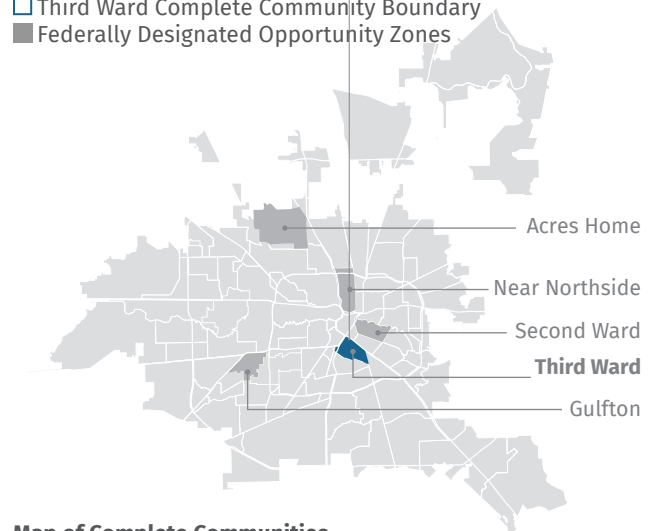 Third Ward Complete Community Boundary
Federally Designated Opportunity Zones
Acres Home
Near Northside
Second Ward
Third Ward
Gulfton
Map of Complete Communities